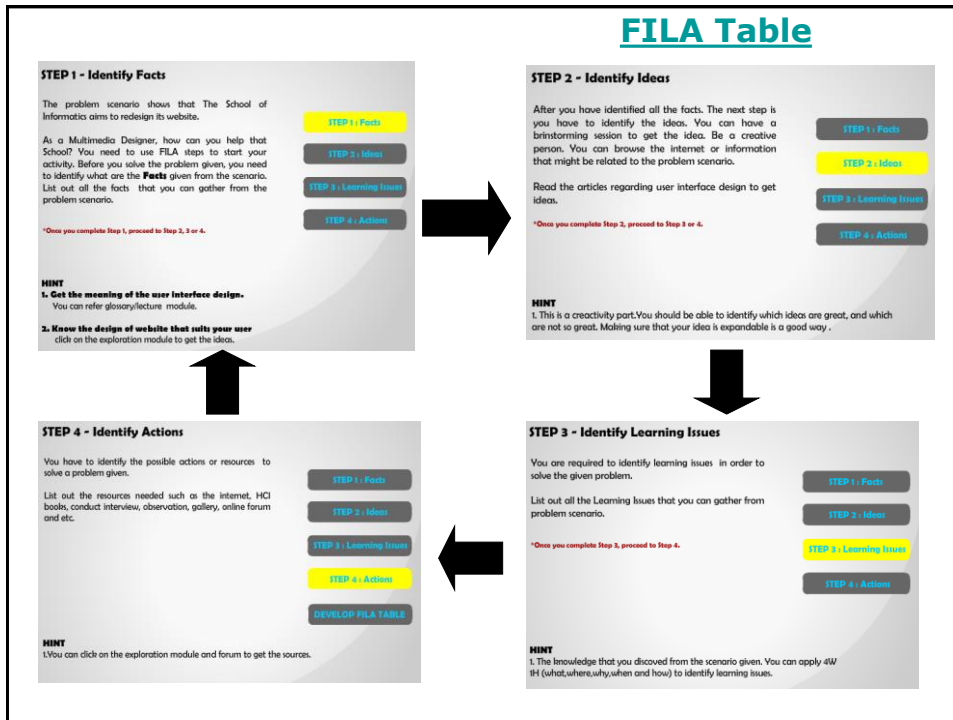 FILA Table
STEP 1 - Identify Facts
The problem scenario shows that The School of
Informatics aims to redesign its website.
As a Multimedia Designer, how can you help that
School? You need to use FILA steps to start your
activity. Before you solve the problem given, you need
to identify what are the Facts given from the scenario.
List out all the facts that you can gather from the
problem scenario.
*Once you complete Step 1, proceed to Step 2, 3 or 4.
STEP 1 : Facts
STEP 2 : Ideas
STEP 3 : Learning Issues
STEP 4 : Actions
HINT
1. Get the meaning of the user interface design.
You can refer glossary/lecture module.
2. Know the design of website that suits your user
click on the exploration module to get the ideas.
STEP 2 - Identify Ideas
After you have identified all the facts. The next step is
you have to identify the ideas. You can have a
brinstorming session to get the idea. Be a creative
person. You can browse the internet or information
that might be related to the problem scenario.
Read the articles regarding user interface design to get
ideas.
*Once you complete Step 2, proceed to Step 3 or 4.
STEP 1 : Facts
STEP 2 : Ideas
STEP 3 : Learning Issues
STEP 4 : Actions
HINT
1. This is a creactivity part.You should be able to identify which ideas are great, and which
are not so great. Making sure that your idea is expandable is a good way .
STEP 4 - Identify Actions
You have to identify the possible actions or resources to
solve a problem given.
List out the resources needed such as the internet, HCI
books, conduct interview, observation, gallery, online forum
and etc.
STEP 1 : Facts
STEP 2 : Ideas
STEP 3 : Learning Issues
STEP 4 : Actions
DEVELOP FILA TABLE
HINT
1.You can click on the exploration module and forum to get the sources.
STEP 3 - Identify Learning Issues
You are required to identify learning issues in order to
solve the given problem.
List out all the Learning Issues that you can gather from
problem scenario.
*Once you complete Step 3, proceed to Step 4.
STEP 1 : Facts
STEP 2 : Ideas
STEP 3 : Learning Issues
STEP 4 : Actions
HINT
1. The knowledge that you discoved from the scenario given. You can apply 4W
1H (what,where,why,when and how) to identify learning issues.